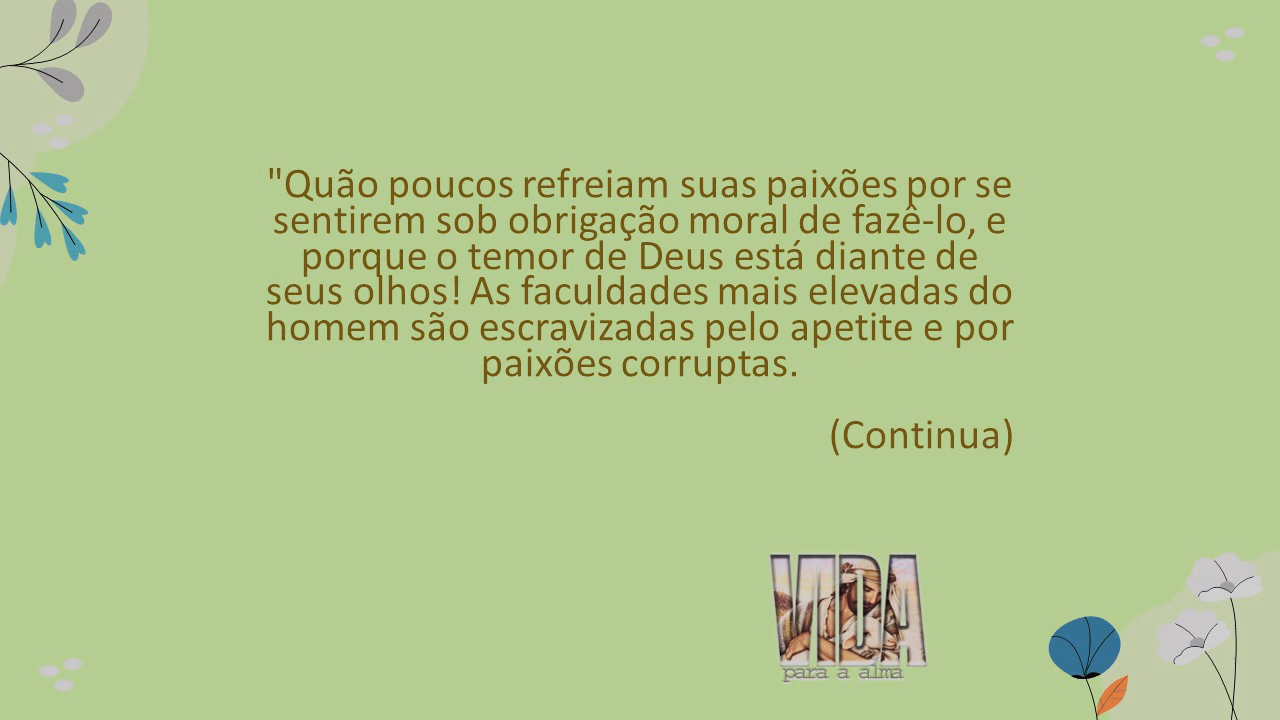 "Quão poucos refreiam suas paixões por se
sentirem sob obrigação moral de fazê-lo, e
porque o temor de Deus está diante de
seus olhos! As faculdades mais elevadas do
homem são escravizadas pelo apetite e por
paixões corruptas.
(Continua)
VIDA
para a alma